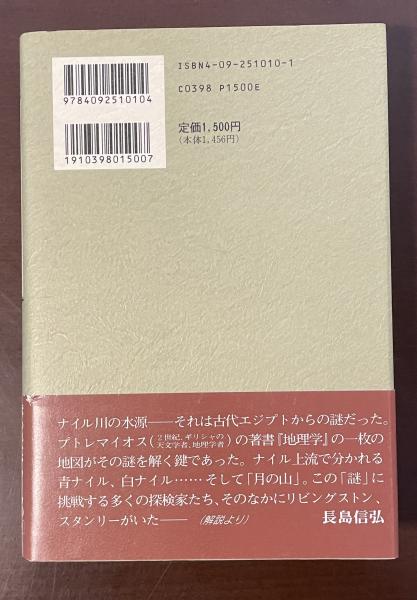 ISBN4-09-251010-1
C0398 P1500E
9784092510104
定価1,500円
(本体1,456円)
1910398015007
ナイル川の水源——それは古代エジプトからの謎だった。
プトレマイオス(2世紀、ギリシャの天文学者、地理学者)の著書『地理学』の一枚の
地図がその謎を解く鍵であった。ナイル上流で分かれる
青ナイル、白ナイル……そして「月の山」。この「謎」に
挑戦する多くの探検家たち、そのなかにリビングストン、
スタンリーがいた—— (解説より) 長島信弘